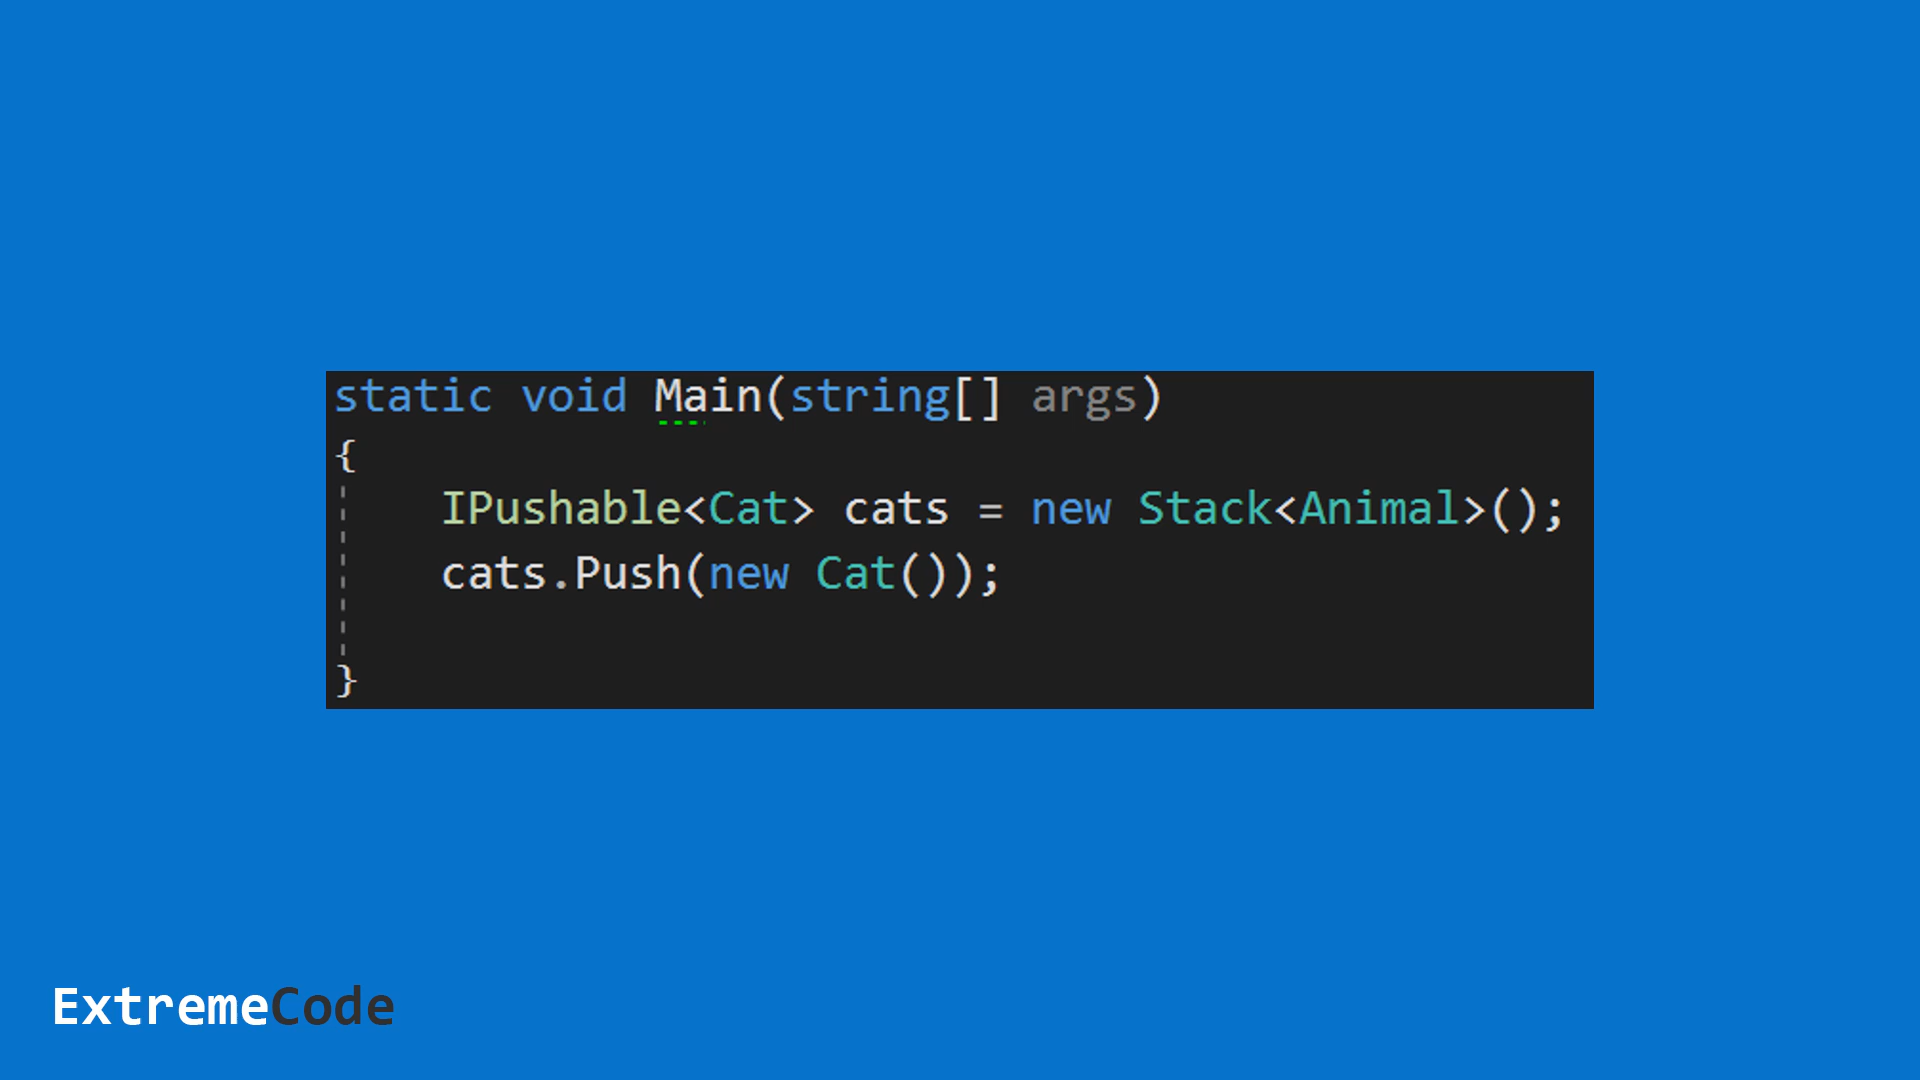 static void Main(string[] args)
{
IPushable<Cat> cats = new Stack<Animal>();
cats.Push(new Cat());
}
ExtremeCode